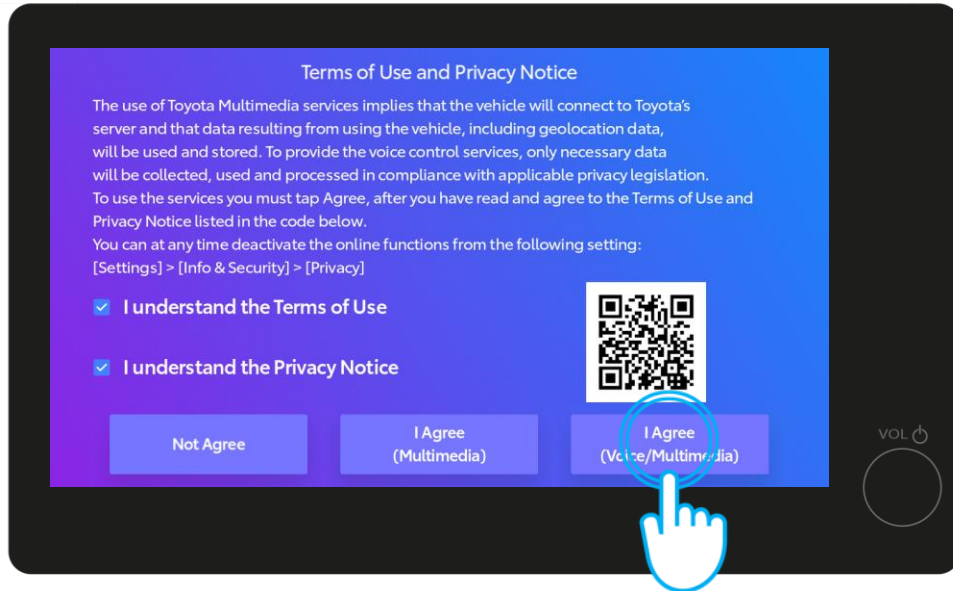 Terms of Use and Privacy Notice
The use of Toyota Multimedia services implies that the vehicle will connect to Toyota's
server and that data resulting from using the vehicle, including geolocation data,
will be used and stored. To provide the voice control services, only necessary data
will be collected, used and processed in compliance with applicable privacy legislation.
To use the services you must tap Agree, after you have read and agree to the Terms of Use and
Privacy Notice listed in the code below.
You can at any time deactivate the online functions from the following setting:
[Settings] > [Info & Security] > [Privacy]
I understand the Terms of Use
I understand the Privacy Notice
Not Agree
I Agree
(Multimedia)
I Agree
(Voice/Multimedia)
VOL